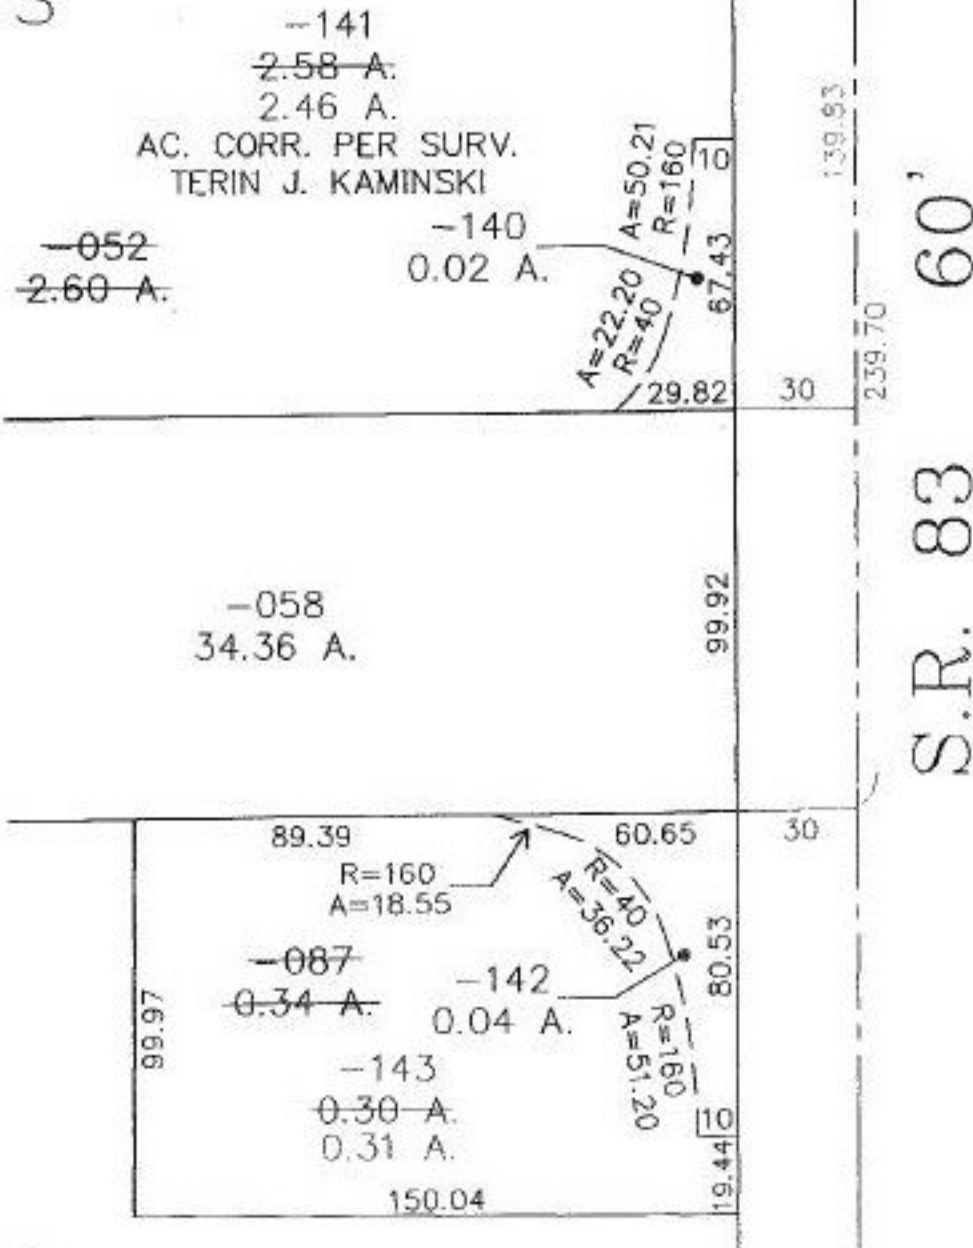 -141
2.58 A.
2.46 A.
AC. CORR. PER SURV.
TERIN J. KAMINSKI
-052
2.60 A.
-140
0.02 A.
A=50.21
R=160
10
67.43
A=22.20
R=40
29.82
30
139.83
239.70
60'
S.R. 83
-058
34.36 A.
99.92
89.39
60.65
30
R=160
A=18.55
R=40
A=36.22
80.53
-087
0.34 A.
-142
0.04 A.
99.97
R=160
A=51.20
-143
0.30 A.
0.31 A.
10
19.44
150.04